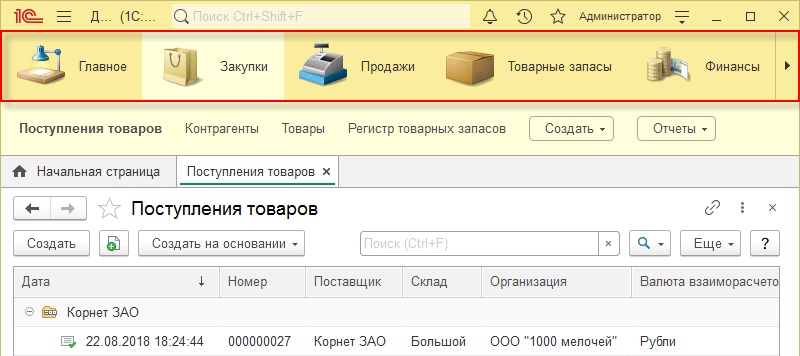 1С Д... (1С:... Поиск Ctrl+Shift+F Администратор
Главное Закупки Продажи Товарные запасы Финансы
Поступления товаров Контрагенты Товары Регистр товарных запасов Создать Отчеты
Начальная страница Поступления товаров ×
Поступления товаров
Создать Создать на основании Поиск (Ctrl+F) × Еще ?
Дата ↓ Номер Поставщик Склад Организация Валюта взаиморасчето
Корнет ЗАО
22.08.2018 18:24:44 000000027 Корнет ЗАО Большой ООО "1000 мелочей" Рубли